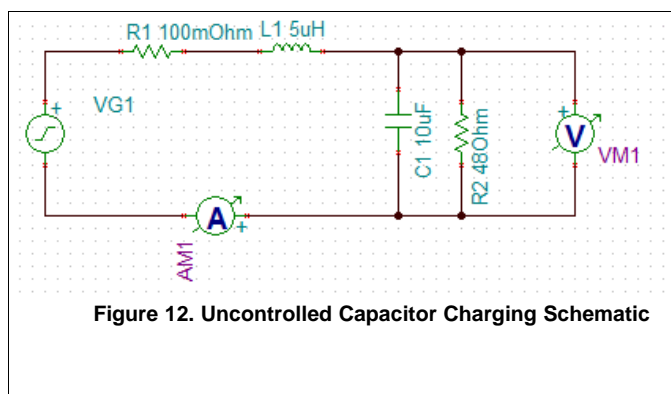 R1 100mOhm L1 5uH
VG1
C1 10uF
R2 48Ohm
+
+
V
VM1
A
+
AM1
Figure 12. Uncontrolled Capacitor Charging Schematic